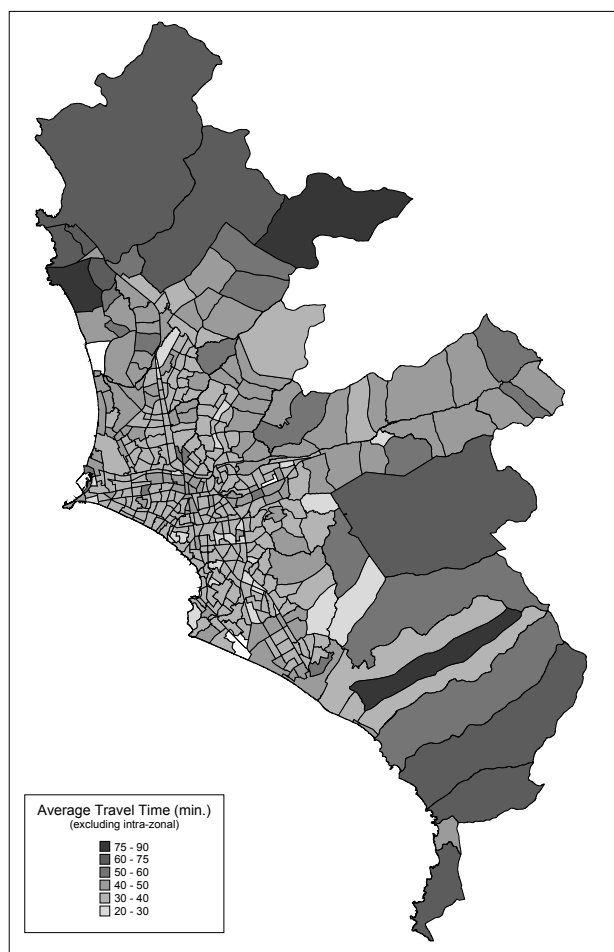 Average Travel Time (min.)
(excluding intra-zonal)
75 - 90
60 - 75
50 - 60
40 - 50
30 - 40
20 - 30